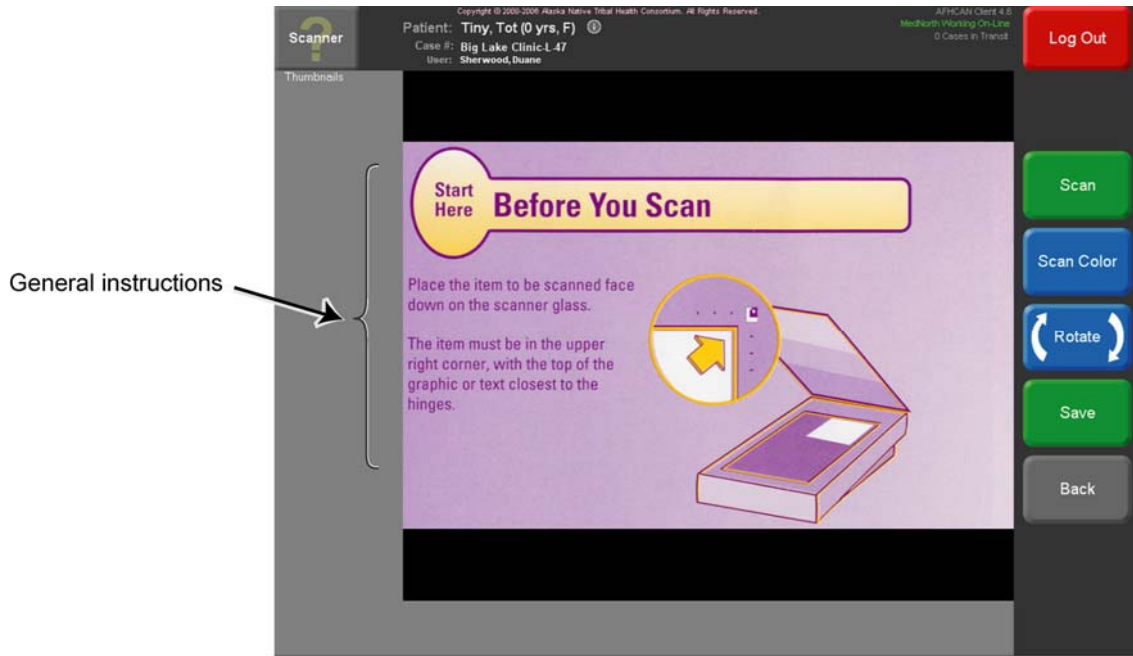 Copyright © 2000-2006 Alaska Native Tribal Health Consortium. All Rights Reserved.
AFHCAN Client 4.6
MedNorth Working On-Line
0 Cases in Transit
Scanner
?
Patient: Tiny, Tot (0 yrs, F)
Case #: Big Lake Clinic-L-47
User: Sherwood, Duane
Log Out
Thumbnails
Start
Here
Before You Scan
General instructions
Place the item to be scanned face
down on the scanner glass.
The item must be in the upper
right corner, with the top of the
graphic or text closest to the
hinges.
Scan
Scan Color
Rotate
Save
Back